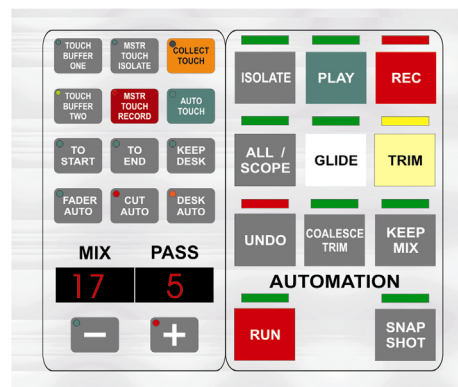 TOUCH
BUFFER
ONE
MSTR
TOUCH
ISOLATE
COLLECT
TOUCH
TOUCH
BUFFER
TWO
MSTR
TOUCH
RECORD
AUTO
TOUCH
TO
START
TO
END
KEEP
DESK
FADER
AUTO
CUT
AUTO
DESK
AUTO
MIX
PASS
17
5
−
+
ISOLATE
PLAY
REC
ALL /
SCOPE
GLIDE
TRIM
UNDO
COALESCE
TRIM
KEEP
MIX
AUTOMATION
RUN
SNAP
SHOT